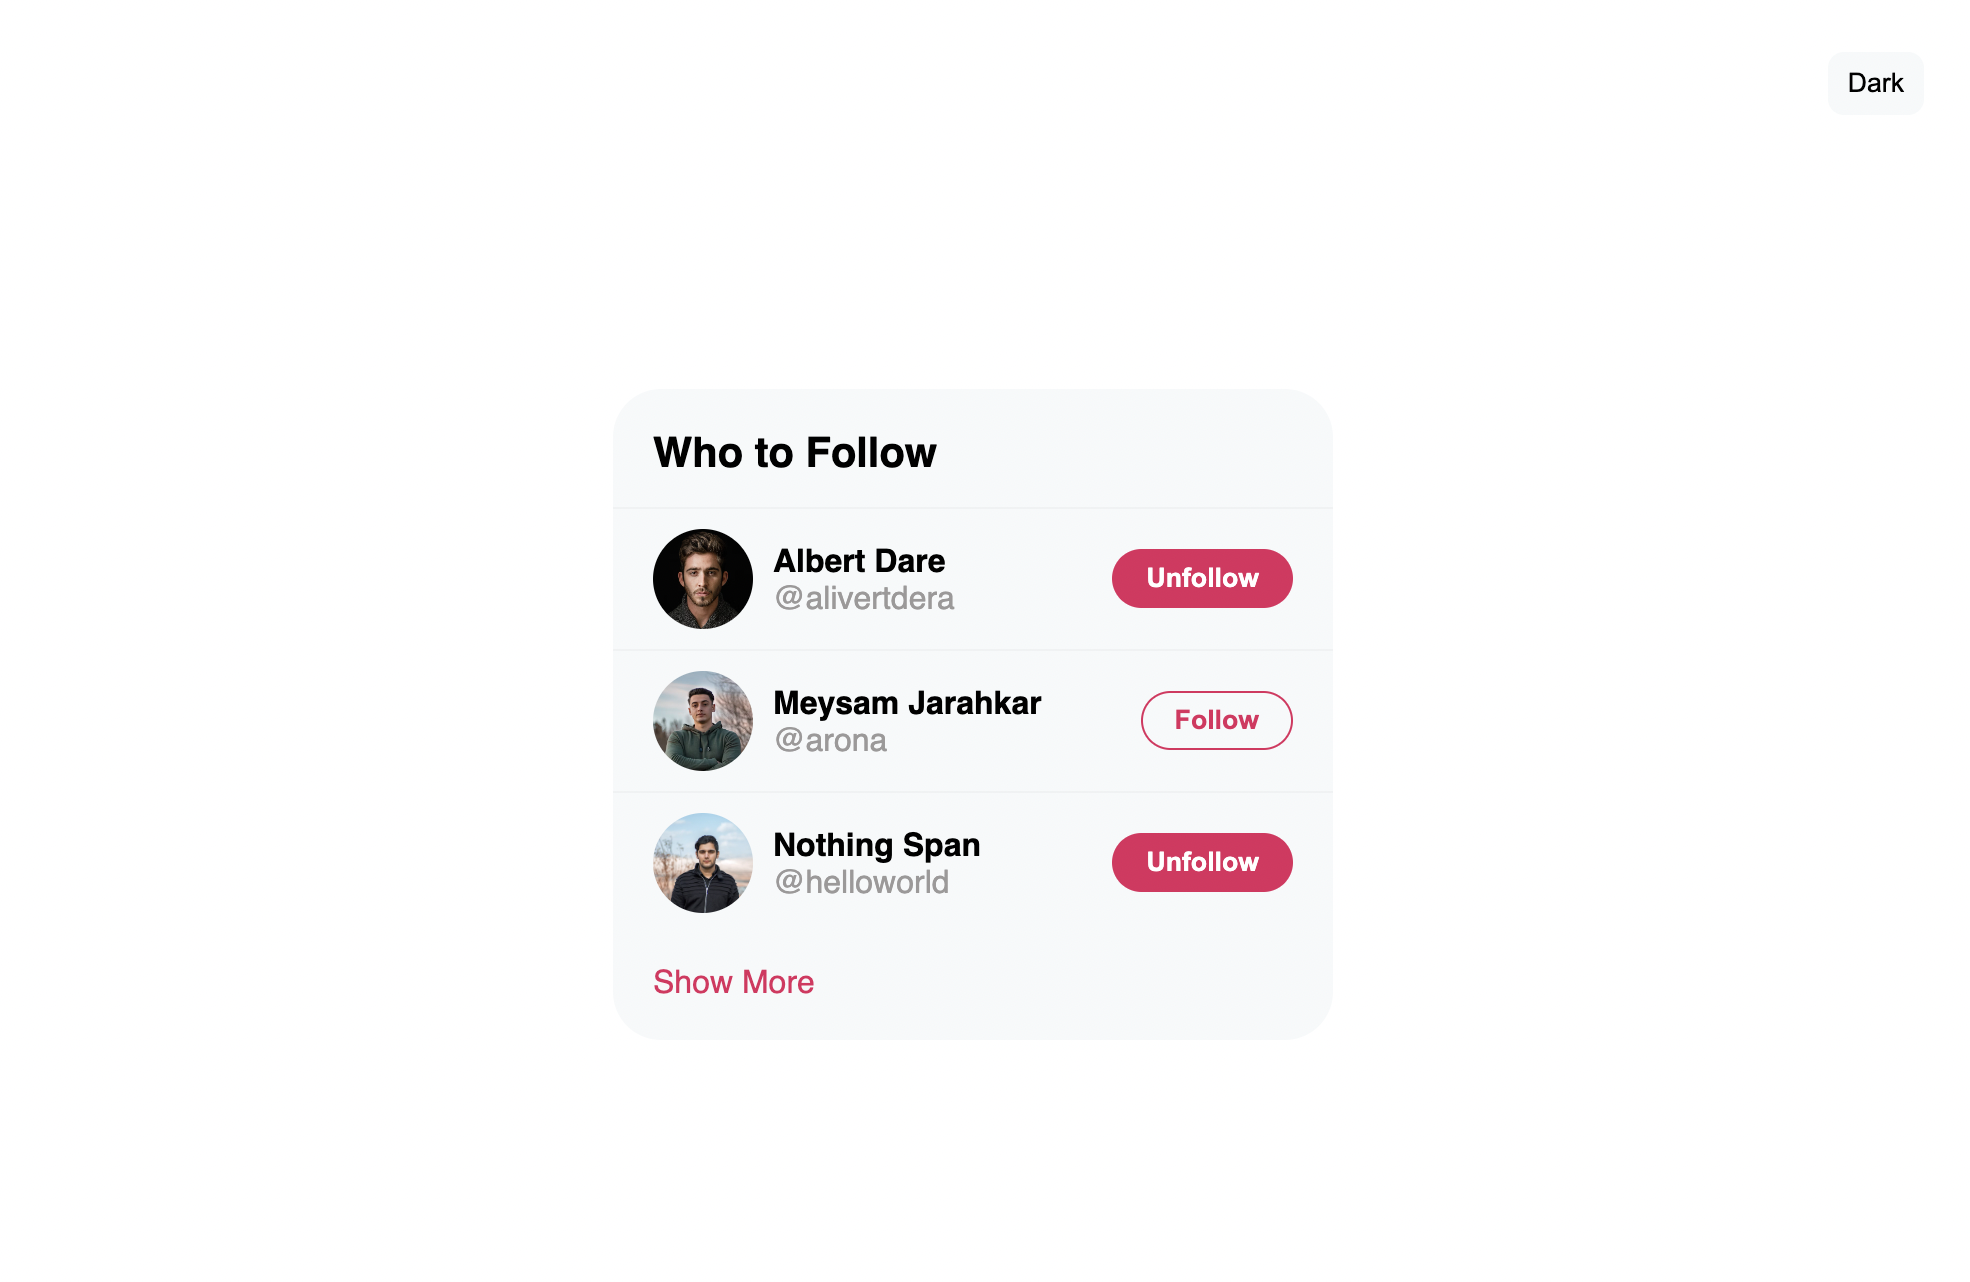 Dark
Who to Follow
Albert Dare
@alivertdera
Unfollow
Meysam Jarahkar
@arona
Follow
Nothing Span
@helloworld
Unfollow
Show More